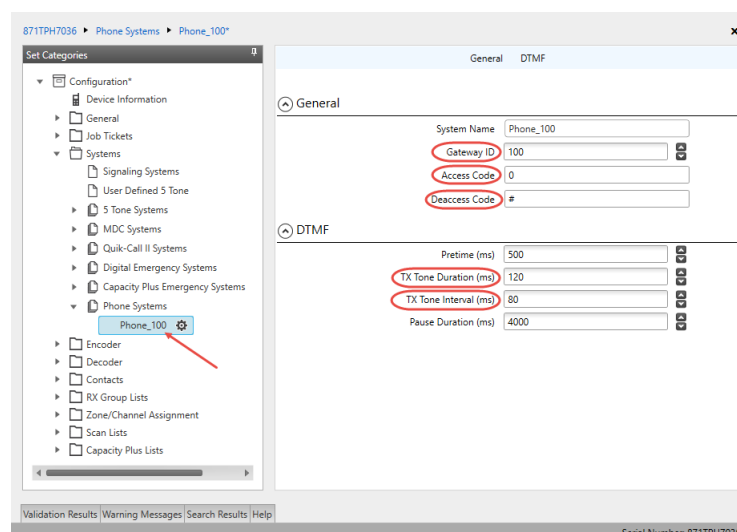 871TPH7036 Phone Systems Phone_100*
Set Categories
Configuration*
Device Information
General
Job Tickets
Systems
Signaling Systems
User Defined 5 Tone
5 Tone Systems
MDC Systems
Quik-Call II Systems
Digital Emergency Systems
Capacity Plus Emergency Systems
Phone Systems
Phone_100
Encoder
Decoder
Contacts
RX Group Lists
Zone/Channel Assignment
Scan Lists
Capacity Plus Lists
General DTMF
General
System Name Phone_100
Gateway ID 100
Access Code 0
Deaccess Code #
DTMF
Pretime (ms) 500
TX Tone Duration (ms) 120
TX Tone Interval (ms) 80
Pause Duration (ms) 4000
Validation Results Warning Messages Search Results Help